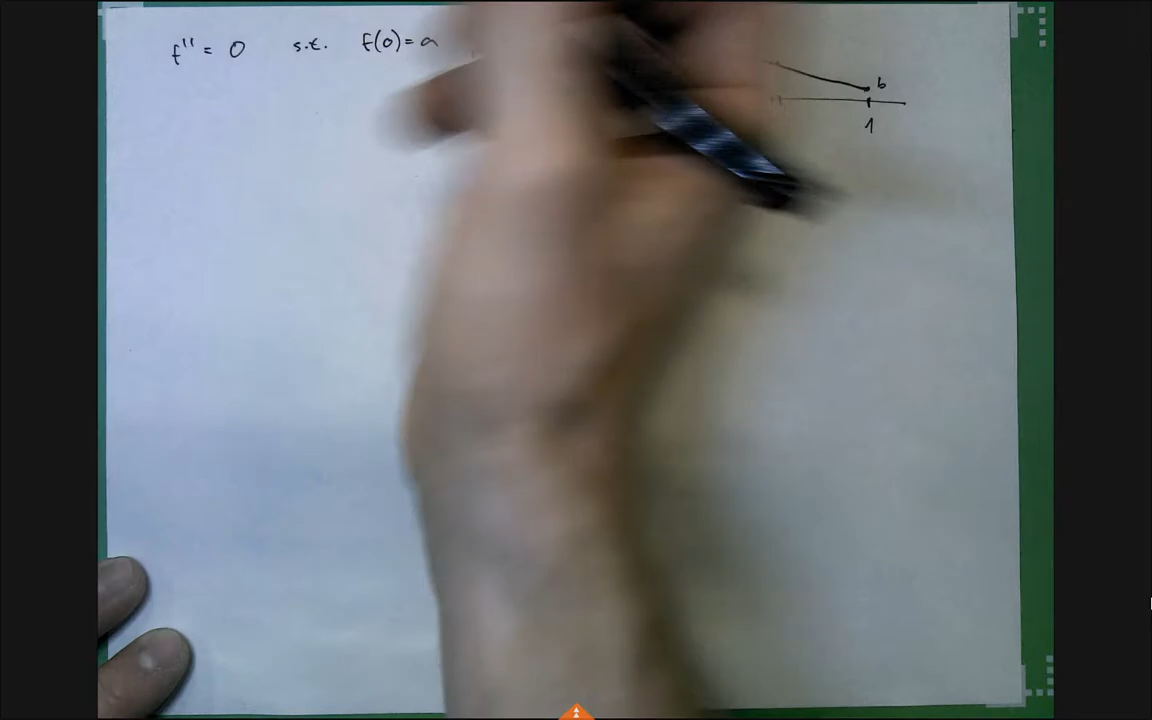 f'' = 0 s.t. f(0) = a
b
1